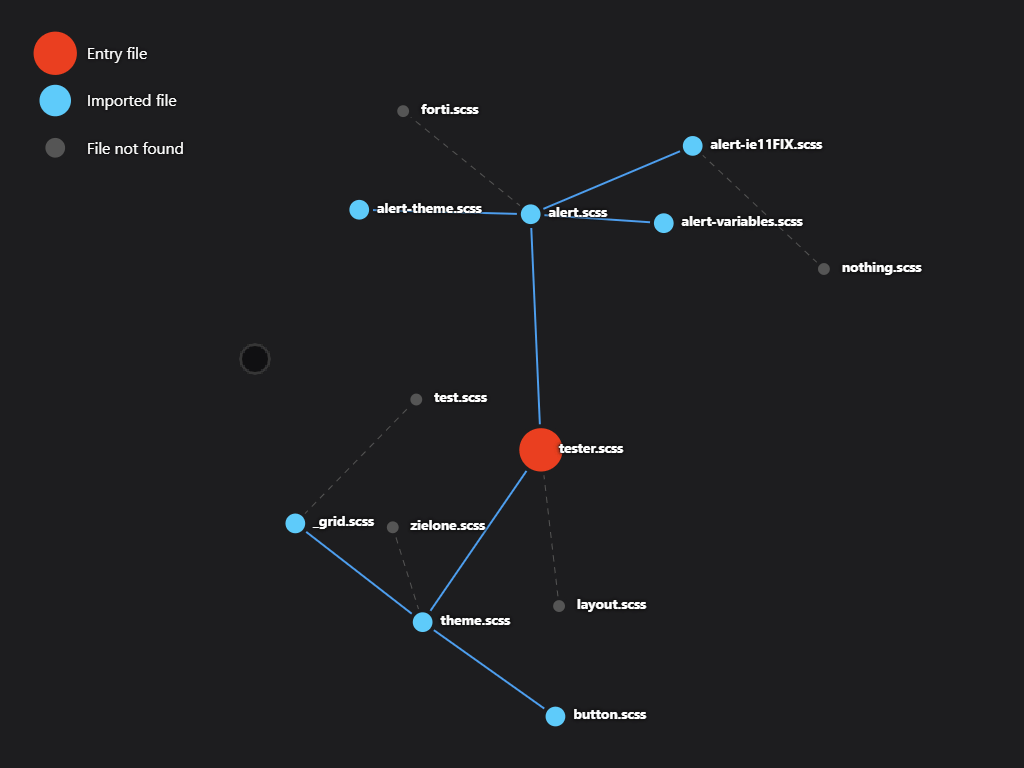 Entry file
Imported file
File not found
forti.scss
alert-ie11FIX.scss
alert-theme.scss
alert.scss
alert-variables.scss
nothing.scss
test.scss
tester.scss
_grid.scss
zielone.scss
layout.scss
theme.scss
button.scss